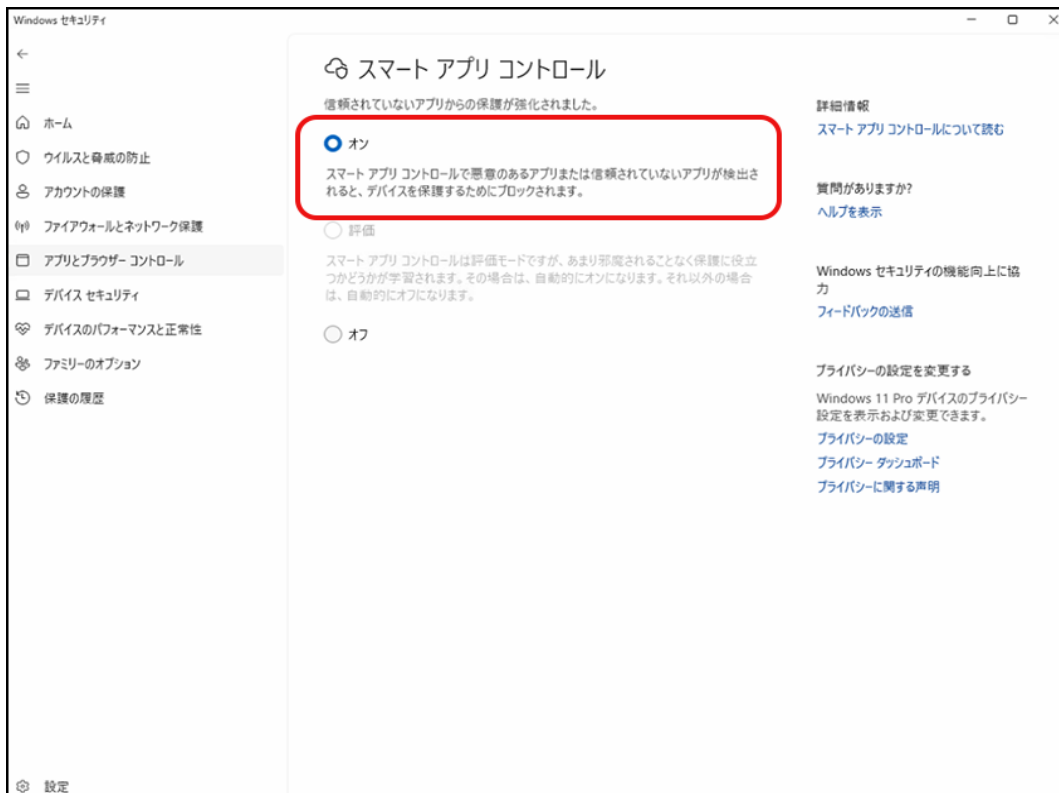 Windows セキュリティ
ホーム
ウイルスと脅威の防止
アカウントの保護
ファイアウォールとネットワーク保護
アプリとブラウザー コントロール
デバイス セキュリティ
デバイスのパフォーマンスと正常性
ファミリーのオプション
保護の履歴
設定
スマート アプリ コントロール
信頼されていないアプリからの保護が強化されました。
オン
スマート アプリ コントロールで悪意のあるアプリまたは信頼されていないアプリが検出さ
れると、デバイスを保護するためにブロックされます。
評価
スマート アプリ コントロールは評価モードですが、あまり邪魔されることなく保護に役立
つかどうかが学習されます。その場合は、自動的にオンになります。それ以外の場合
は、自動的にオフになります。
オフ
詳細情報
スマート アプリ コントロールについて読む
質問がありますか?
ヘルプを表示
Windows セキュリティの機能向上に協
力
フィードバックの送信
プライバシーの設定を変更する
Windows 11 Pro デバイスのプライバシー
設定を表示および変更できます。
プライバシーの設定
プライバシー ダッシュボード
プライバシーに関する声明